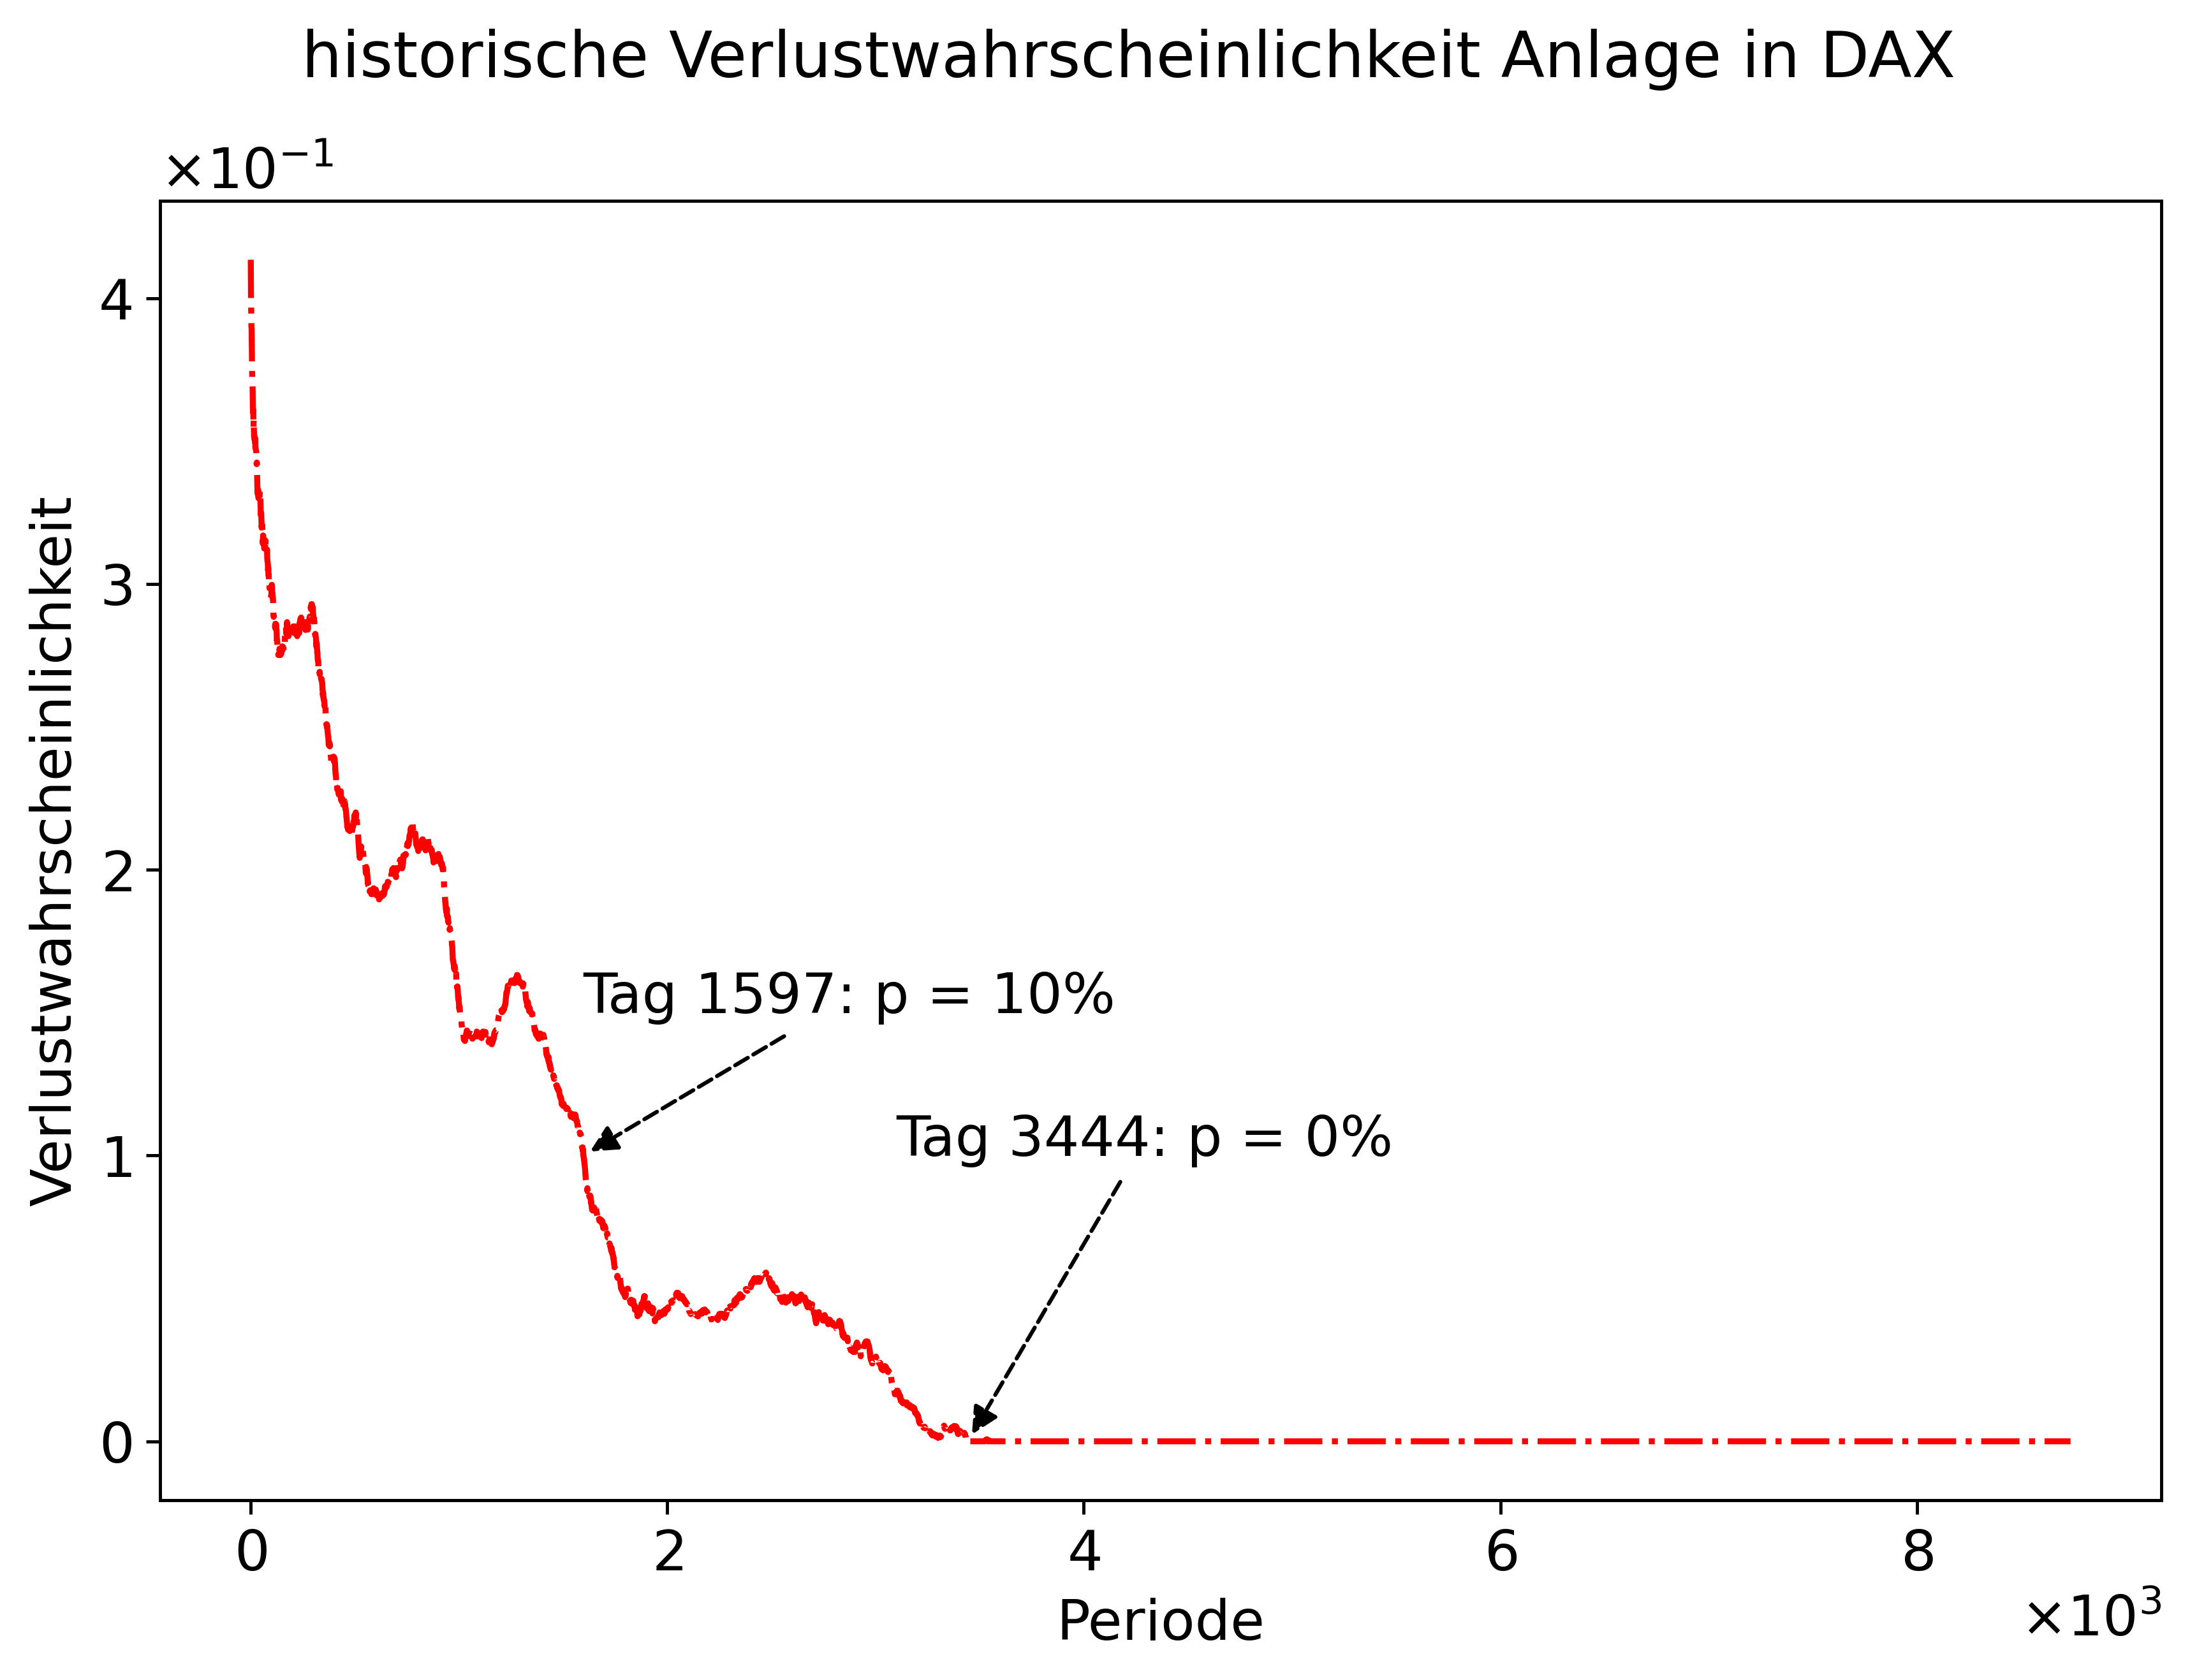 historische Verlustwahrscheinlichkeit Anlage in DAX
×10⁻¹
4
3
2
1
0
Verlustwahrscheinlichkeit
Tag 1597: p = 10%
Tag 3444: p = 0%
0 2 4 6 8
Periode
×10³